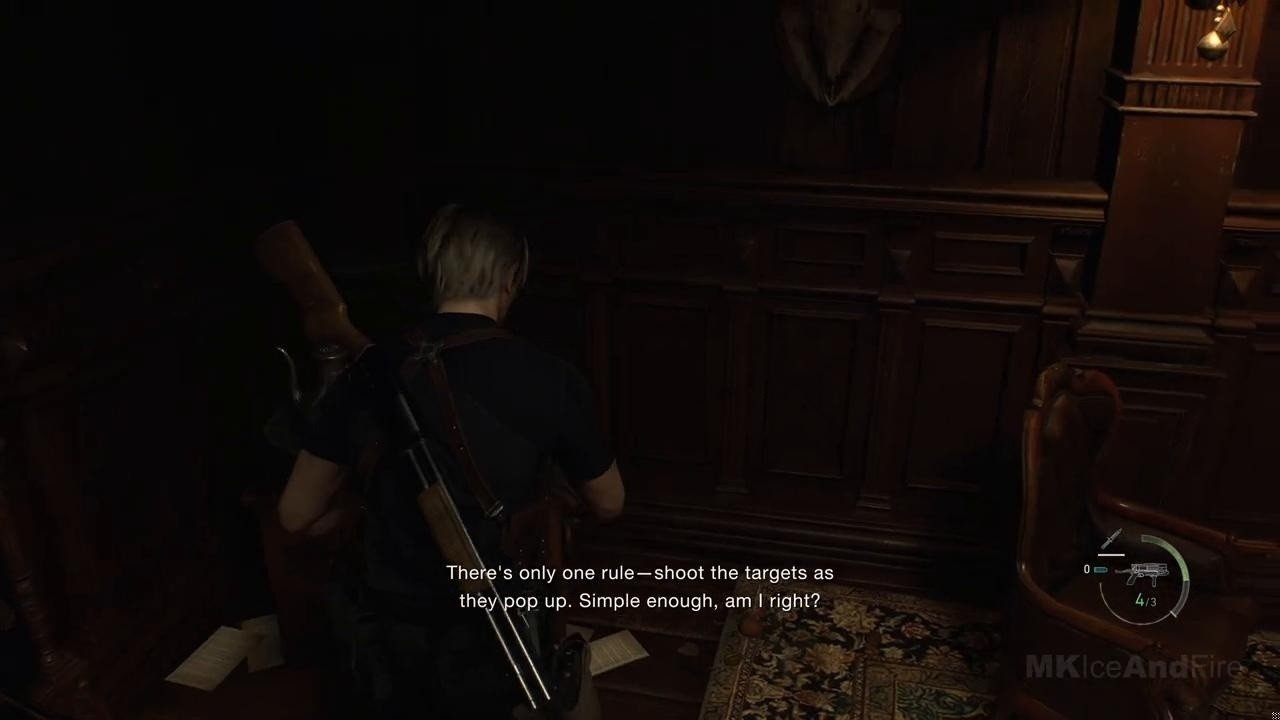 There's only one rule—shoot the targets as
they pop up. Simple enough, am I right?
0
4/3
MKIceAndFire